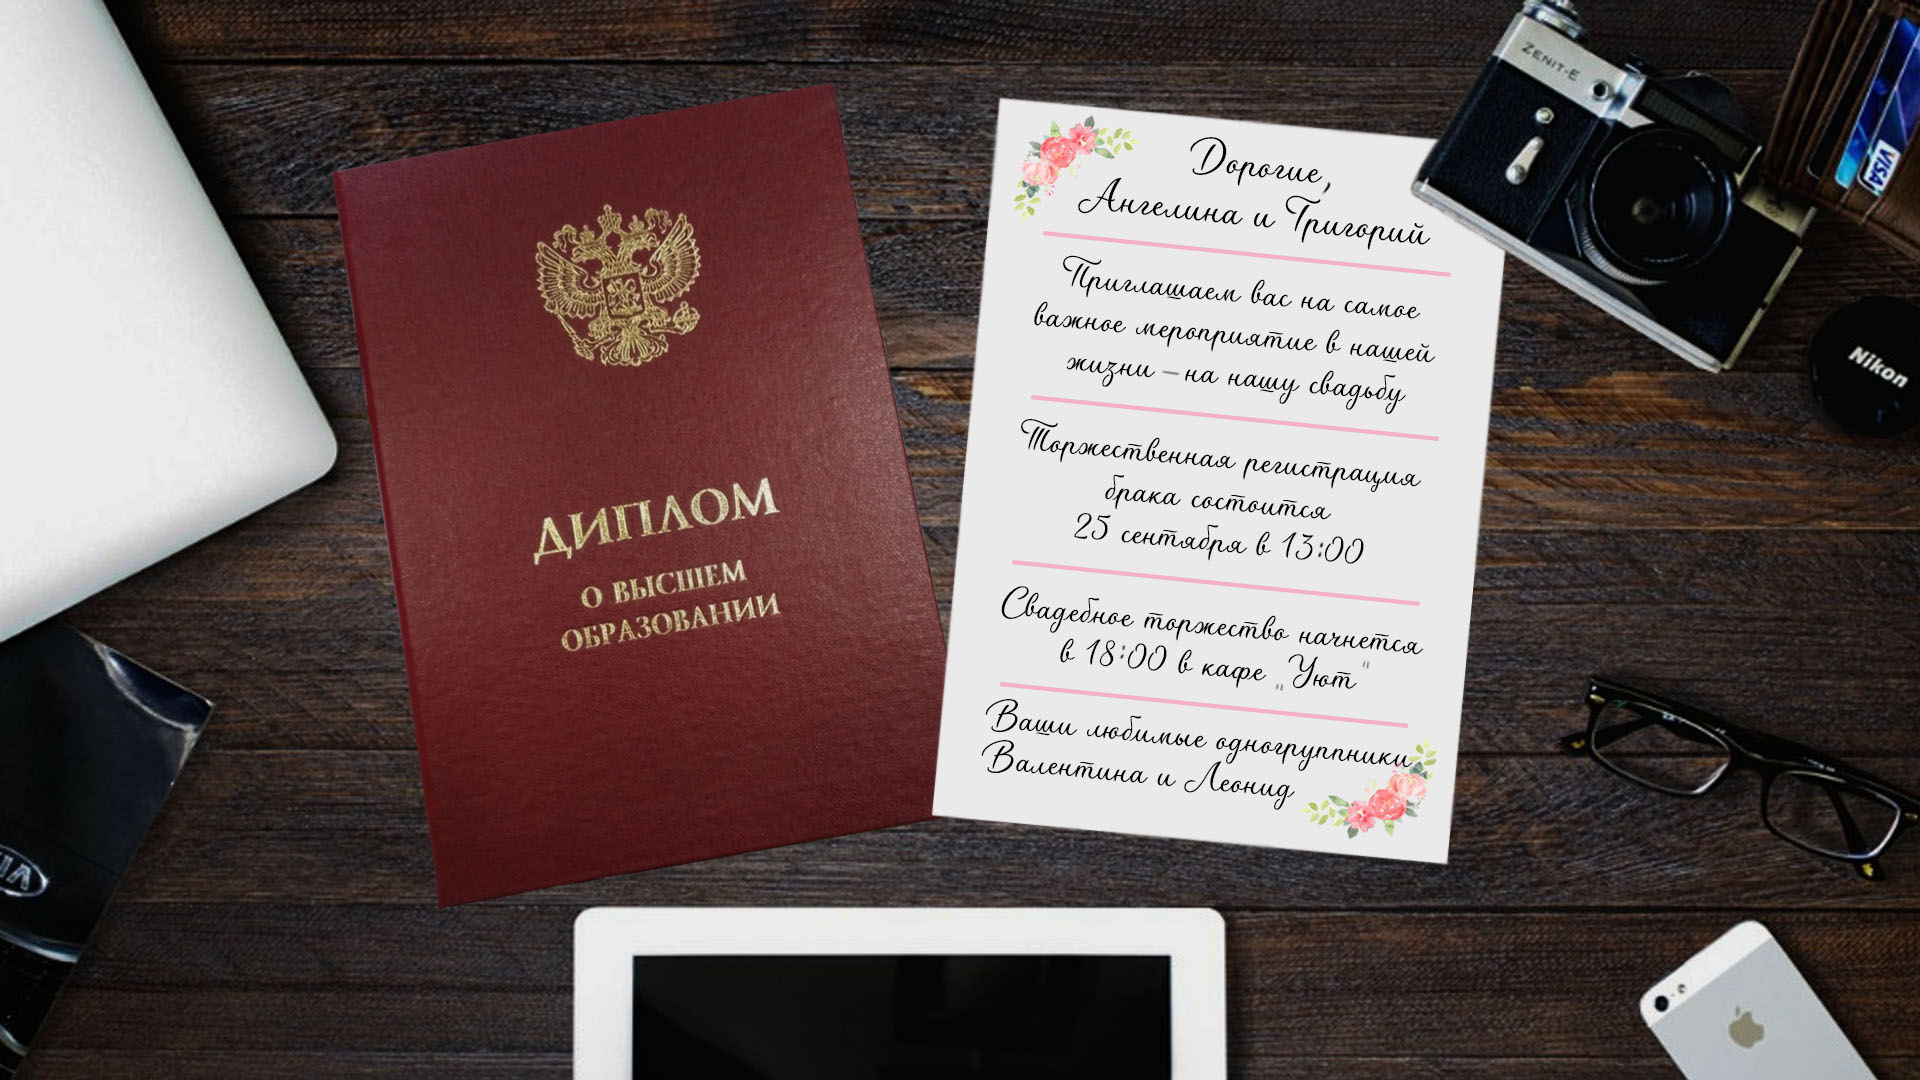 ДИПЛОМ
О ВЫСШЕМ
ОБРАЗОВАНИИ
Дорогие,
Ангелина и Григорий
Приглашаем вас на самое
важное мероприятие в нашей
жизни – на нашу свадьбу
Торжественная регистрация
брака состоится
25 сентября в 13:00
Свадебное торжество начнется
в 18:00 в кафе „Уют"
Ваши любимые одногруппники
Валентина и Леонид
ZENIT-E
VISA
Nikon